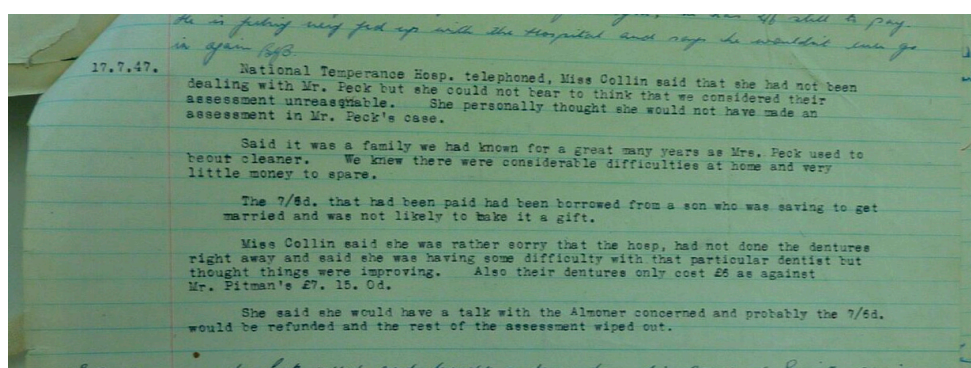 he has 2/6 still to pay.
He is feeling very fed up with the Hospital and says he wouldn't ever go
in again
17.7.47. National Temperance Hosp. telephoned, Miss Collin said that she had not been
dealing with Mr. Peck but she could not bear to think that we considered their
assessment unreasonable. She personally thought she would not have made an
assessment in Mr. Peck's case.
Said it was a family we had known for a great many years as Mrs. Peck used to
beout cleaner. We knew there were considerable difficulties at home and very
little money to spare.
The 7/6d. that had been paid had been borrowed from a son who was saving to get
married and was not likely to make it a gift.
Miss Collin said she was rather sorry that the hosp, had not done the dentures
right away and said she was having some difficulty with that particular dentist but
thought things were improving. Also their dentures only cost £6 as against
Mr. Pitman's £7. 15. 0d.
She said she would have a talk with the Almoner concerned and probably the 7/6d.
would be refunded and the rest of the assessment wiped out.